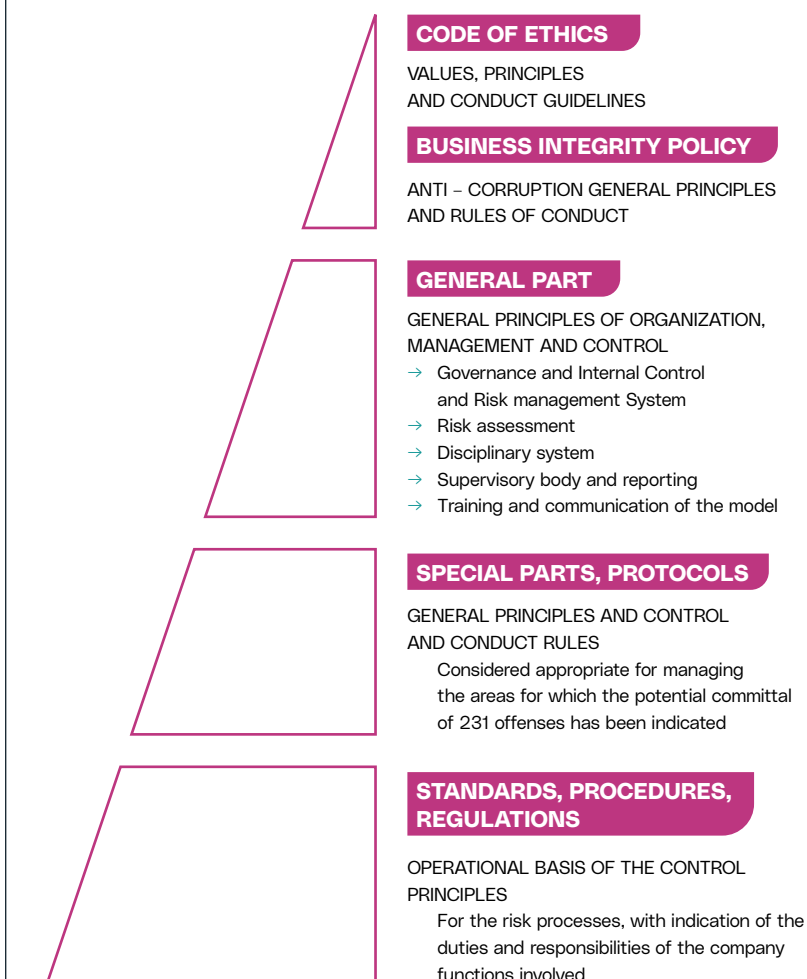 CODE OF ETHICS
VALUES, PRINCIPLES
AND CONDUCT GUIDELINES
BUSINESS INTEGRITY POLICY
ANTI – CORRUPTION GENERAL PRINCIPLES
AND RULES OF CONDUCT
GENERAL PART
GENERAL PRINCIPLES OF ORGANIZATION,
MANAGEMENT AND CONTROL
→ Governance and Internal Control
and Risk management System
→ Risk assessment
→ Disciplinary system
→ Supervisory body and reporting
→ Training and communication of the model
SPECIAL PARTS, PROTOCOLS
GENERAL PRINCIPLES AND CONTROL
AND CONDUCT RULES
Considered appropriate for managing
the areas for which the potential committal
of 231 offenses has been indicated
STANDARDS, PROCEDURES,
REGULATIONS
OPERATIONAL BASIS OF THE CONTROL
PRINCIPLES
For the risk processes, with indication of the
duties and responsibilities of the company
functions involved